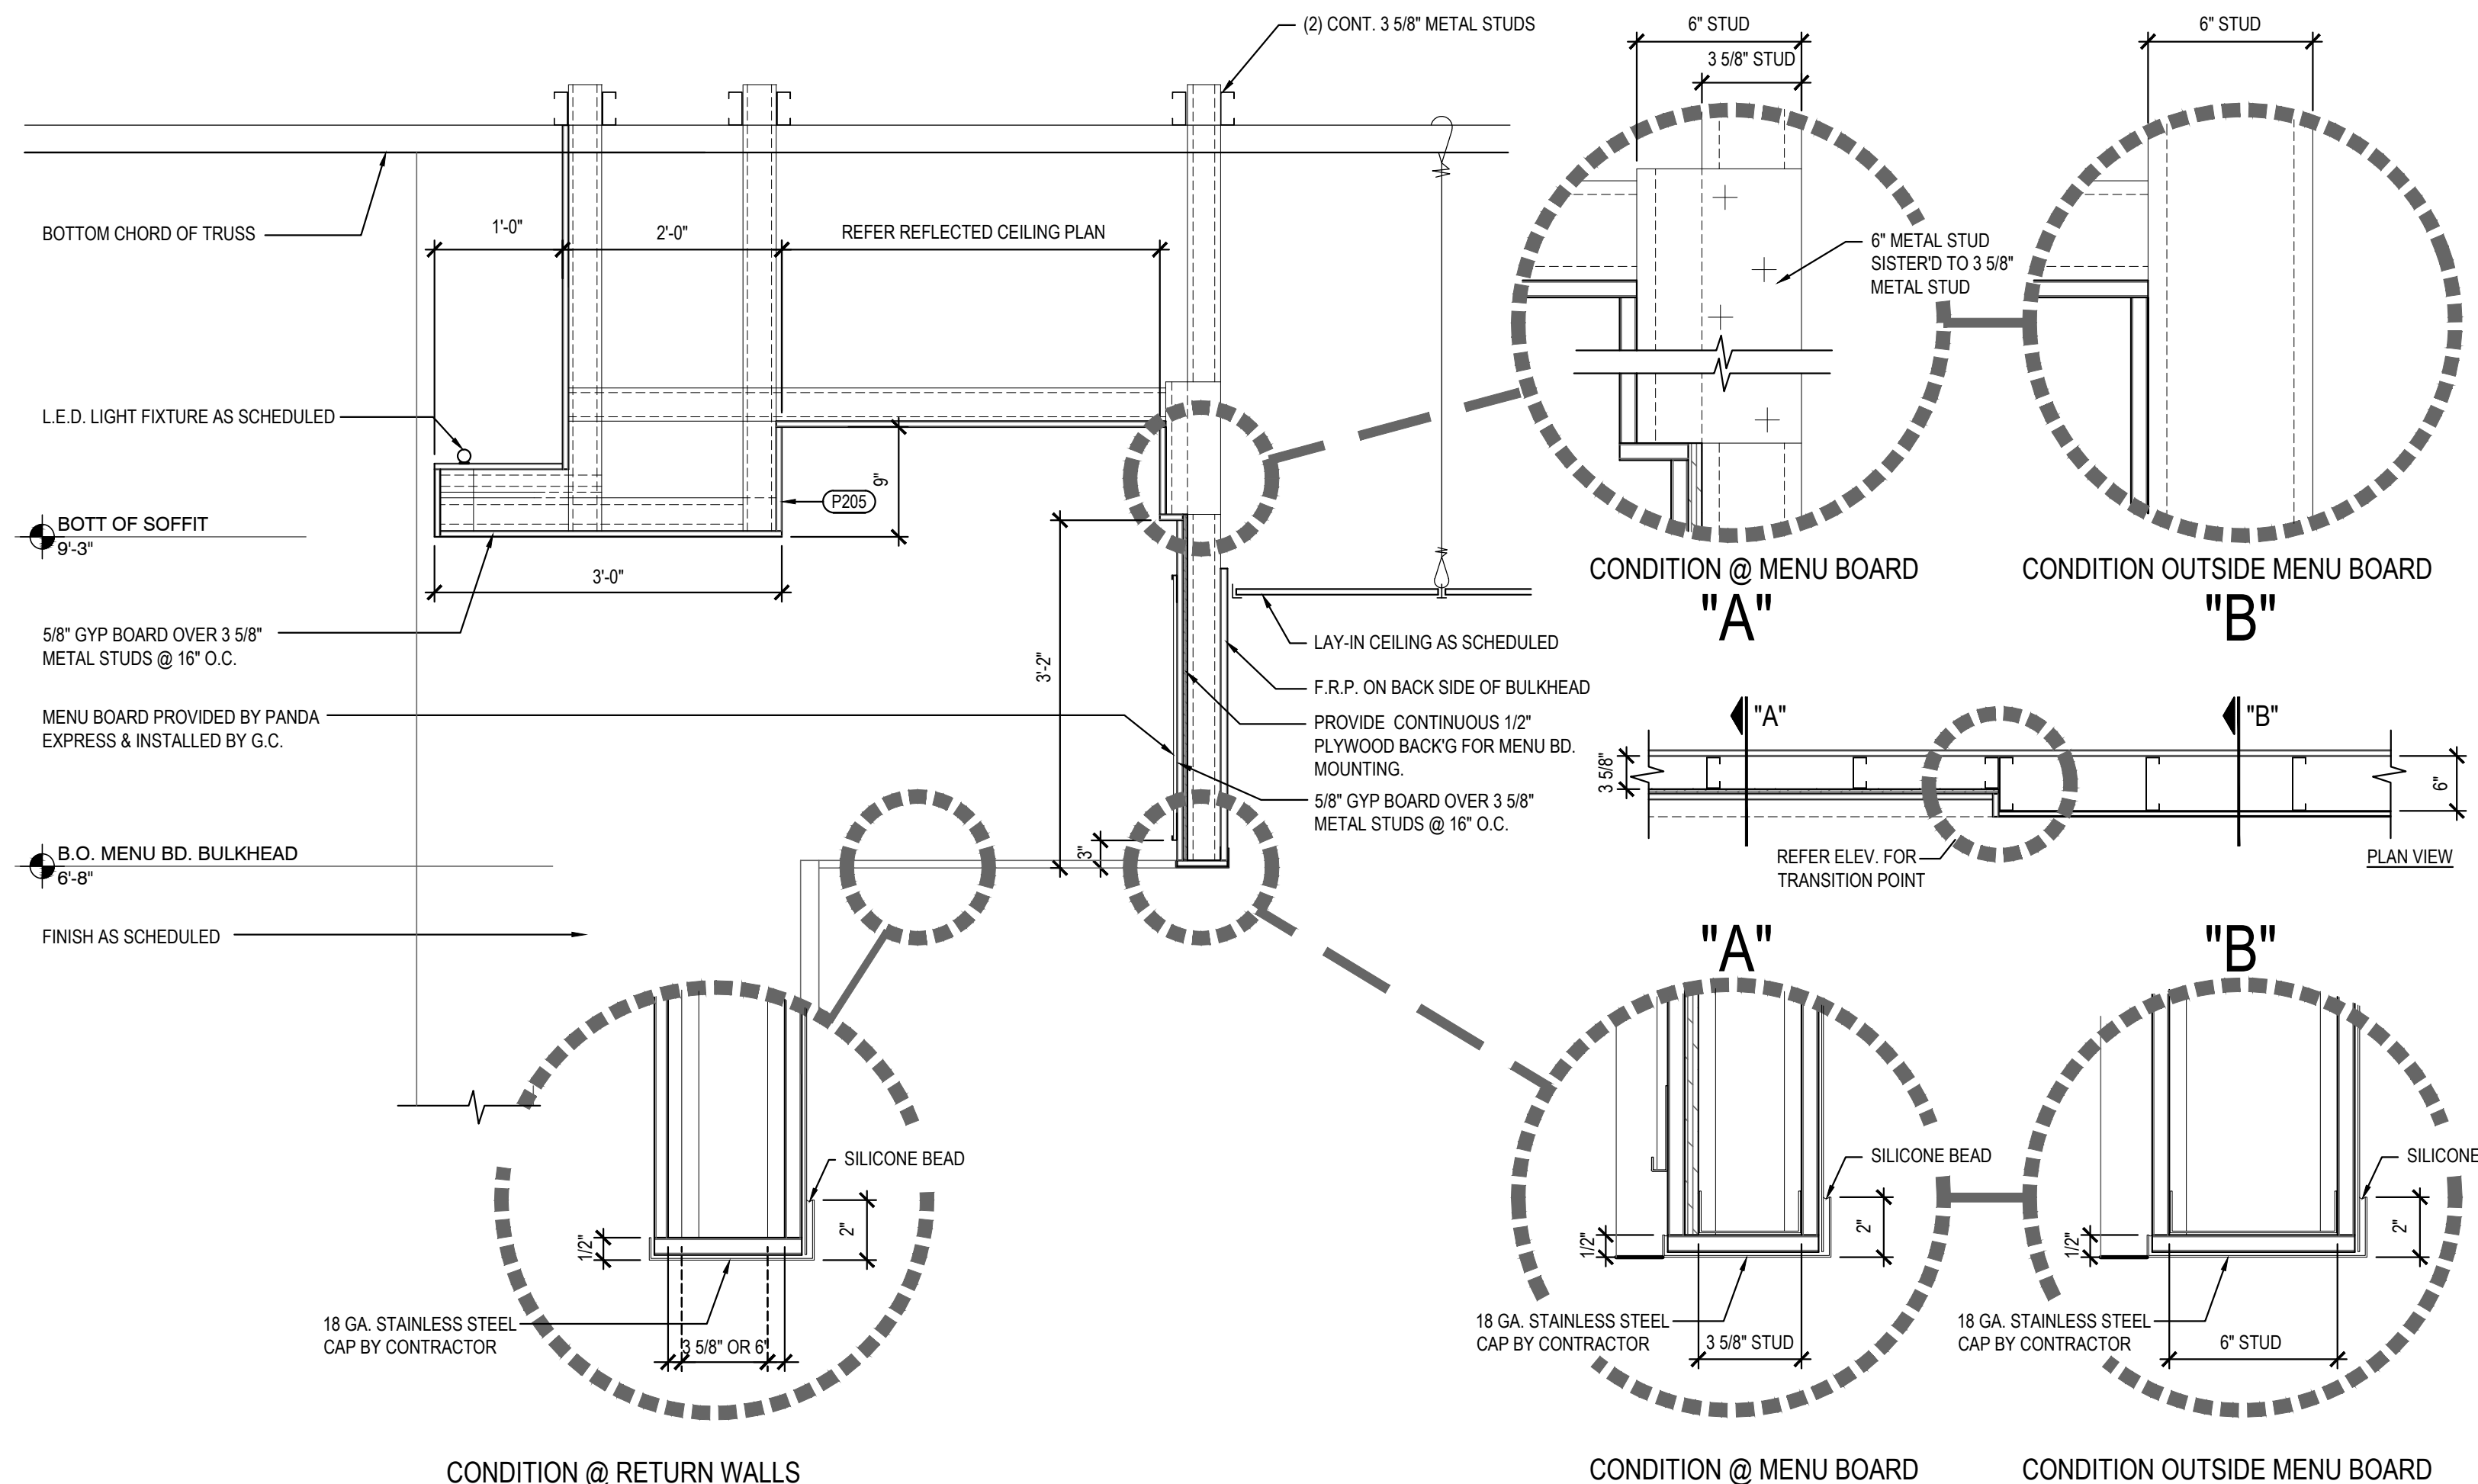 (2) CONT. 3 5/8" METAL STUDS
6" STUD
3 5/8" STUD
6" STUD
BOTTOM CHORD OF TRUSS
1'-0"
2'-0"
REFER REFLECTED CEILING PLAN
6" METAL STUD
SISTER'D TO 3 5/8"
METAL STUD
L.E.D. LIGHT FIXTURE AS SCHEDULED
9"
P205
BOTT OF SOFFIT
9'-3"
3'-0"
CONDITION @ MENU BOARD
"A"
CONDITION OUTSIDE MENU BOARD
"B"
5/8" GYP BOARD OVER 3 5/8"
METAL STUDS @ 16" O.C.
MENU BOARD PROVIDED BY PANDA
EXPRESS & INSTALLED BY G.C.
3'-2"
LAY-IN CEILING AS SCHEDULED
F.R.P. ON BACK SIDE OF BULKHEAD
PROVIDE CONTINUOUS 1/2"
PLYWOOD BACK'G FOR MENU BD.
MOUNTING.
5/8" GYP BOARD OVER 3 5/8"
METAL STUDS @ 16" O.C.
"A"
"B"
3 5/8"
6"
REFER ELEV. FOR
TRANSITION POINT
PLAN VIEW
3"
B.O. MENU BD. BULKHEAD
6'-8"
FINISH AS SCHEDULED
SILICONE BEAD
2"
1/2"
18 GA. STAINLESS STEEL
CAP BY CONTRACTOR
3 5/8" OR 6"
CONDITION @ RETURN WALLS
"A"
SILICONE BEAD
2"
1/2"
18 GA. STAINLESS STEEL
CAP BY CONTRACTOR
3 5/8" STUD
CONDITION @ MENU BOARD
"B"
SILICONE
2"
1/2"
18 GA. STAINLESS STEEL
CAP BY CONTRACTOR
6" STUD
CONDITION OUTSIDE MENU BOARD